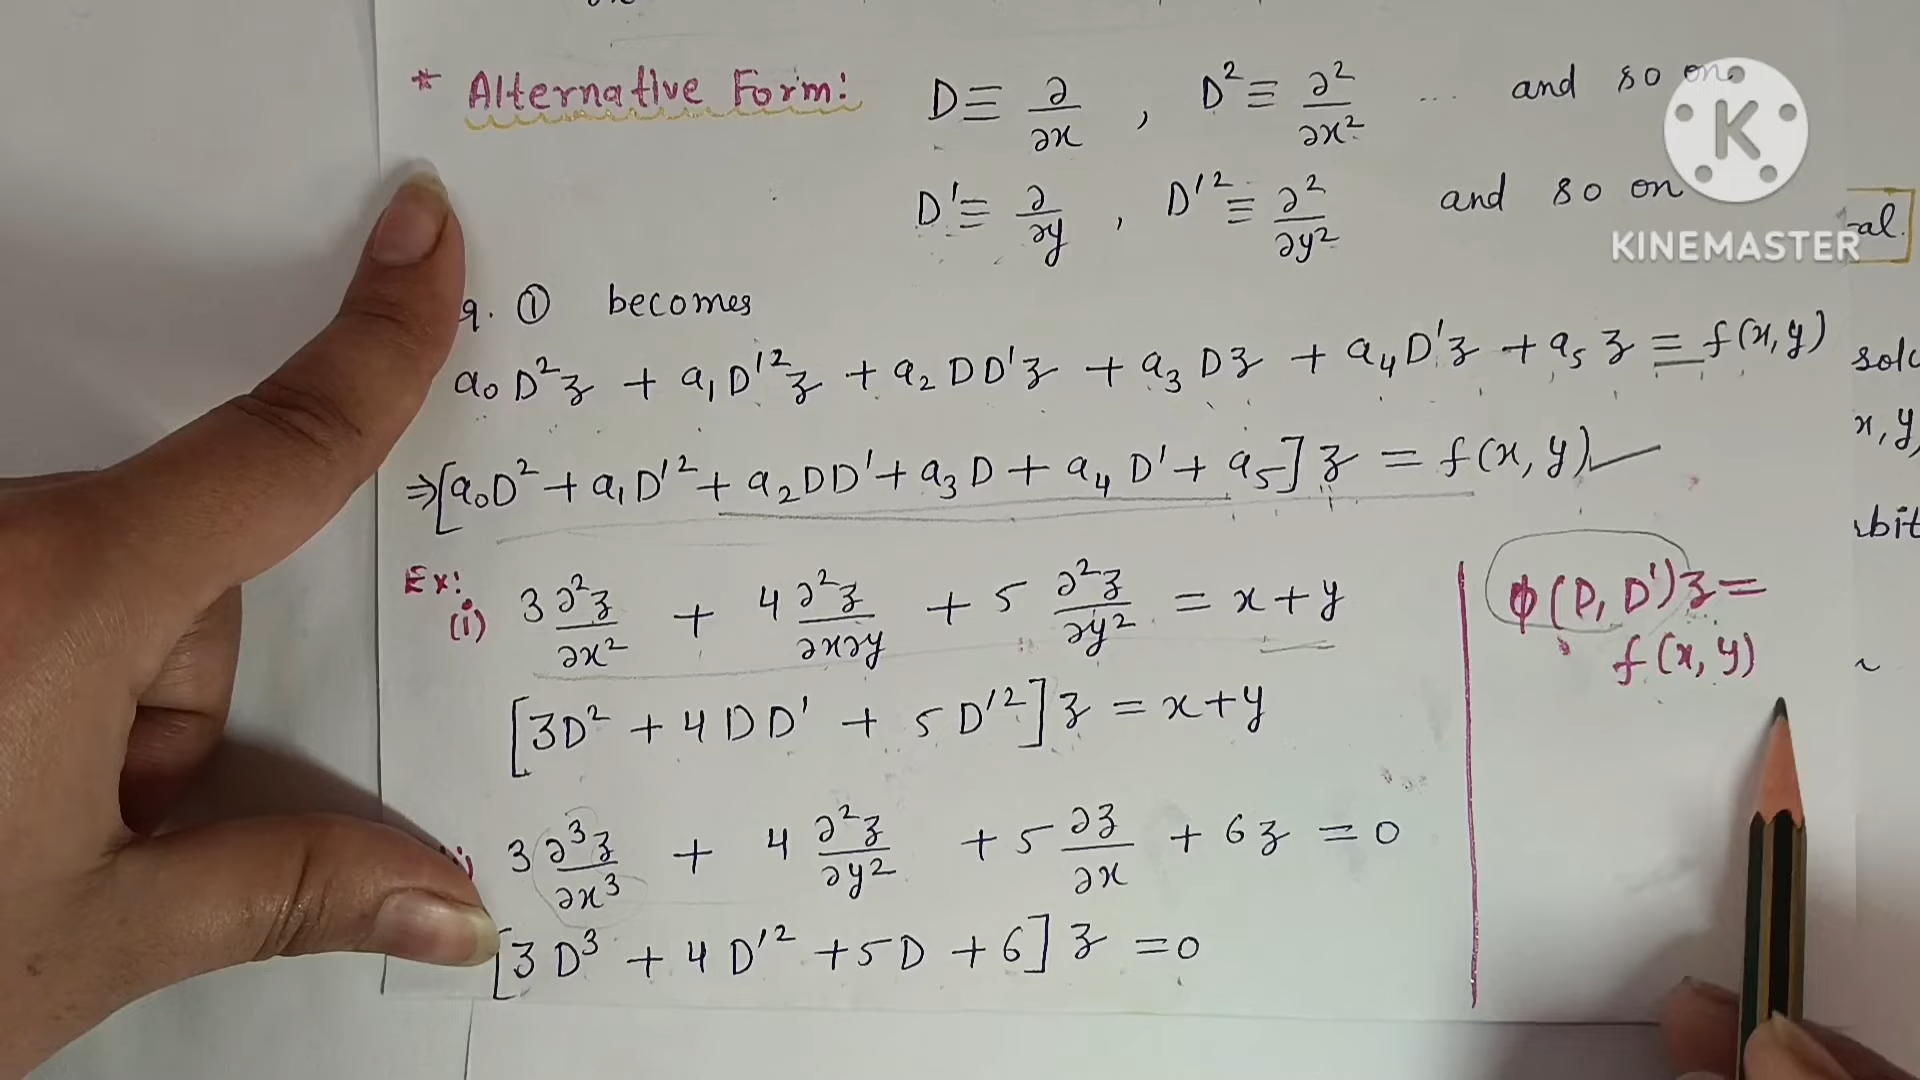 * Alternative Form: D ≡ ∂/∂x , D² ≡ ∂²/∂x² ... and so on
D' ≡ ∂/∂y , D'² ≡ ∂²/∂y² and so on
KINEMASTER
q. ① becomes
a₀D²z + a₁D'²z + a₂DD'z + a₃Dz + a₄D'z + a₅z = f(x,y)
⇒ [a₀D² + a₁D'² + a₂DD' + a₃D + a₄D' + a₅] z = f(x,y)
Ex:
(i) 3 ∂²z/∂x² + 4 ∂²z/∂x∂y + 5 ∂²z/∂y² = x+y
[3D² + 4DD' + 5D'²] z = x+y
3 ∂³z/∂x³ + 4 ∂²z/∂y² + 5 ∂z/∂x + 6z = 0
[3D³ + 4D'² + 5D + 6] z = 0
φ(D, D')z =
f(x,y)
x, y